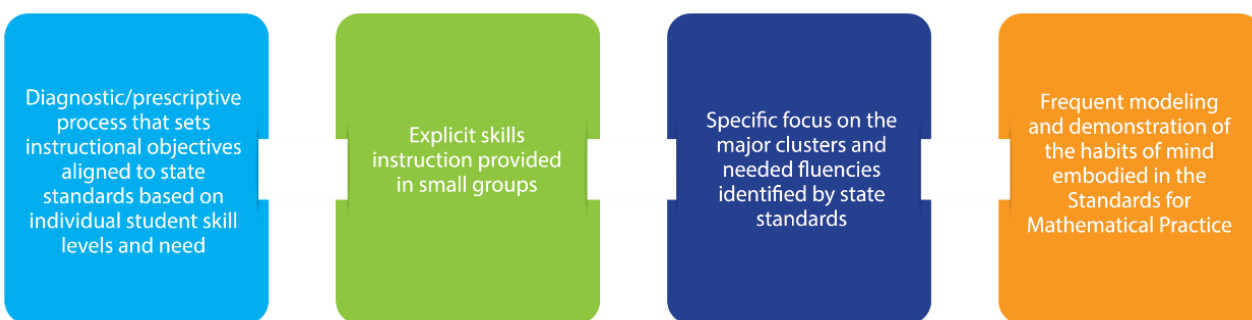 Diagnostic/prescriptive
process that sets
instructional objectives
aligned to state
standards based on
individual student skill
levels and need
Explicit skills
instruction provided
in small groups
Specific focus on the
major clusters and
needed fluencies
identified by state
standards
Frequent modeling
and demonstration of
the habits of mind
embodied in the
Standards for
Mathematical Practice